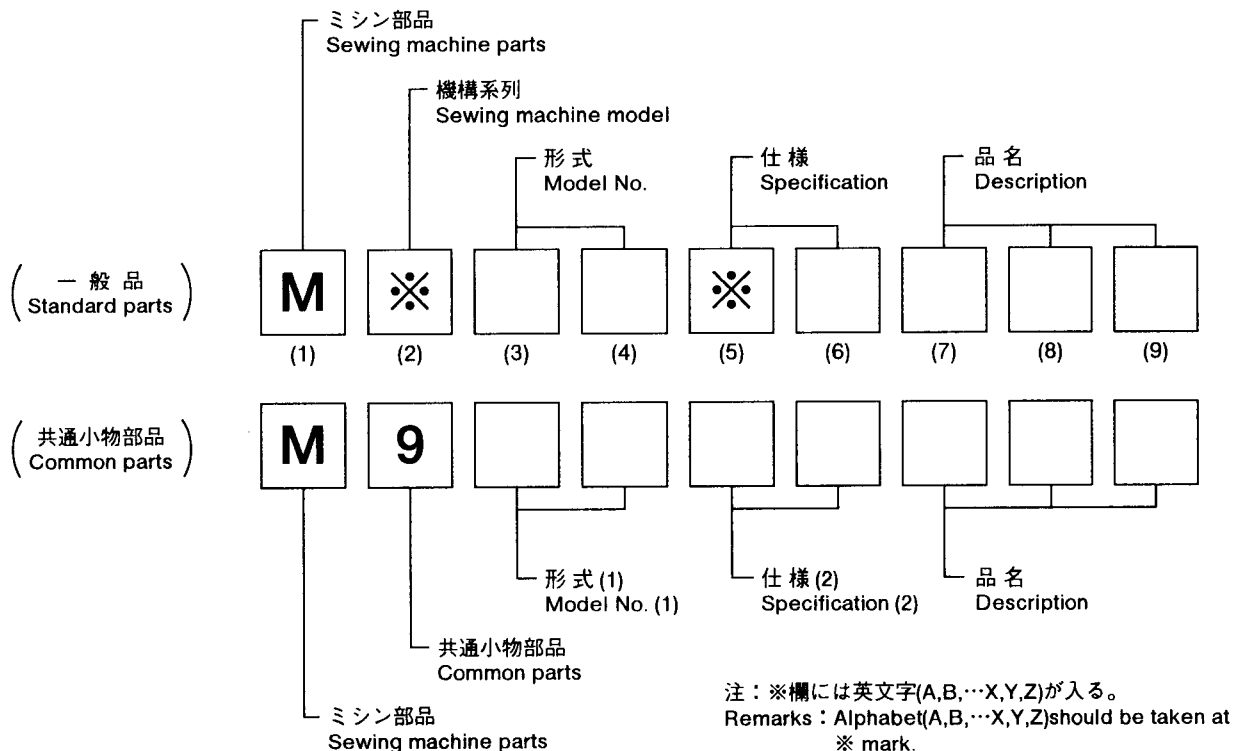 ミシン部品
Sewing machine parts
機構系列
Sewing machine model
形 式
Model No.
仕 様
Specification
品 名
Description
一 般 品
Standard parts
M ※ ※
(1) (2) (3) (4) (5) (6) (7) (8) (9)
共通小物部品
Common parts
M 9
形 式 (1)
Model No. (1)
仕 様 (2)
Specification (2)
品 名
Description
共通小物部品
Common parts
ミシン部品
Sewing machine parts
注：※欄には英文字(A,B,…X,Y,Z)が入る。
Remarks：Alphabet(A,B,…X,Y,Z)should be taken at
※ mark.